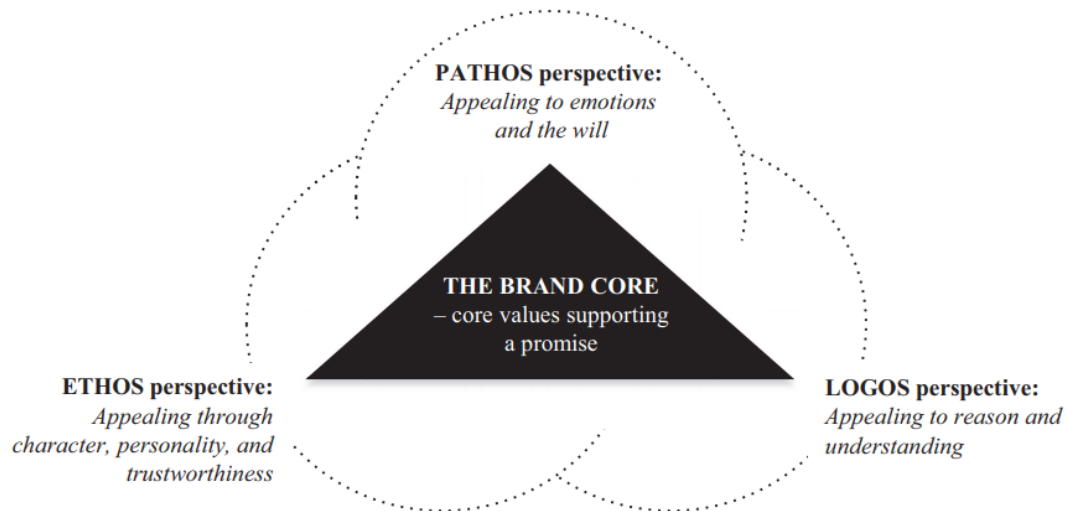 PATHOS perspective:
Appealing to emotions
and the will
THE BRAND CORE
– core values supporting
a promise
ETHOS perspective:
Appealing through
character, personality, and
trustworthiness
LOGOS perspective:
Appealing to reason and
understanding